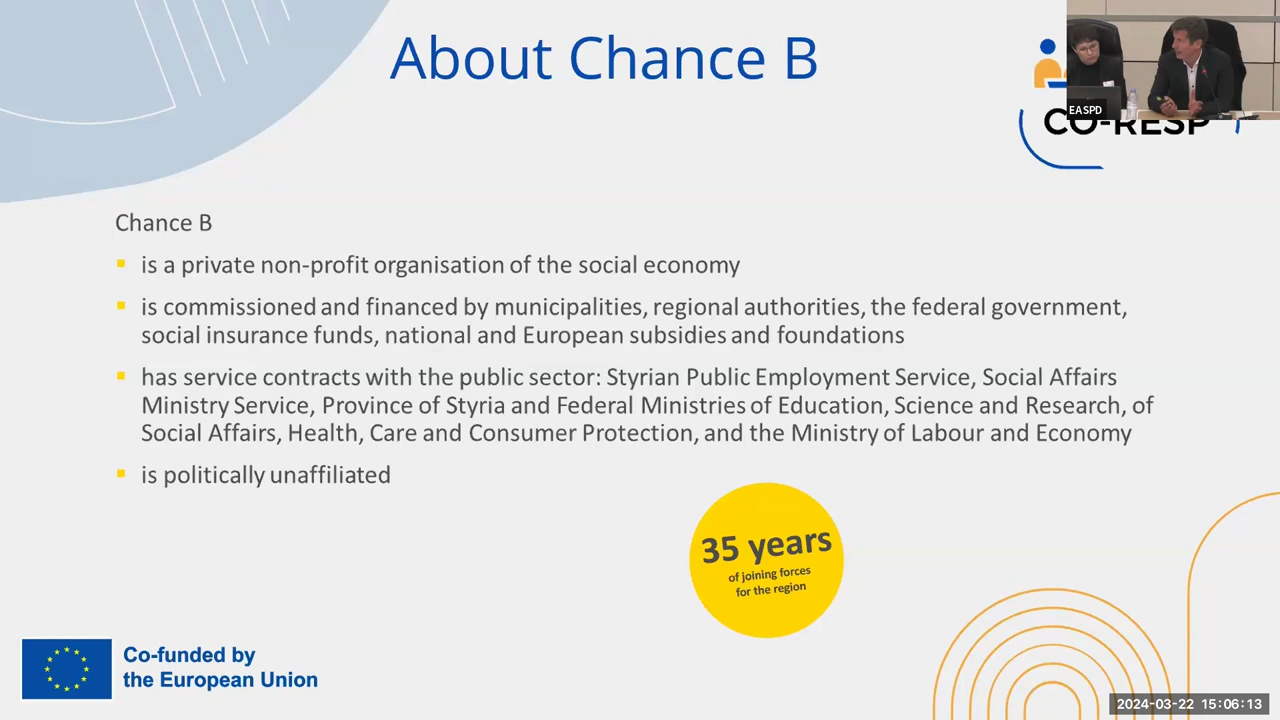 About Chance B
EASPD
CO-RESP
Chance B
is a private non-profit organisation of the social economy
is commissioned and financed by municipalities, regional authorities, the federal government,
social insurance funds, national and European subsidies and foundations
has service contracts with the public sector: Styrian Public Employment Service, Social Affairs
Ministry Service, Province of Styria and Federal Ministries of Education, Science and Research, of
Social Affairs, Health, Care and Consumer Protection, and the Ministry of Labour and Economy
is politically unaffiliated
35 years
of joining forces
for the region
Co-funded by
the European Union
2024-03-22 15:06:13